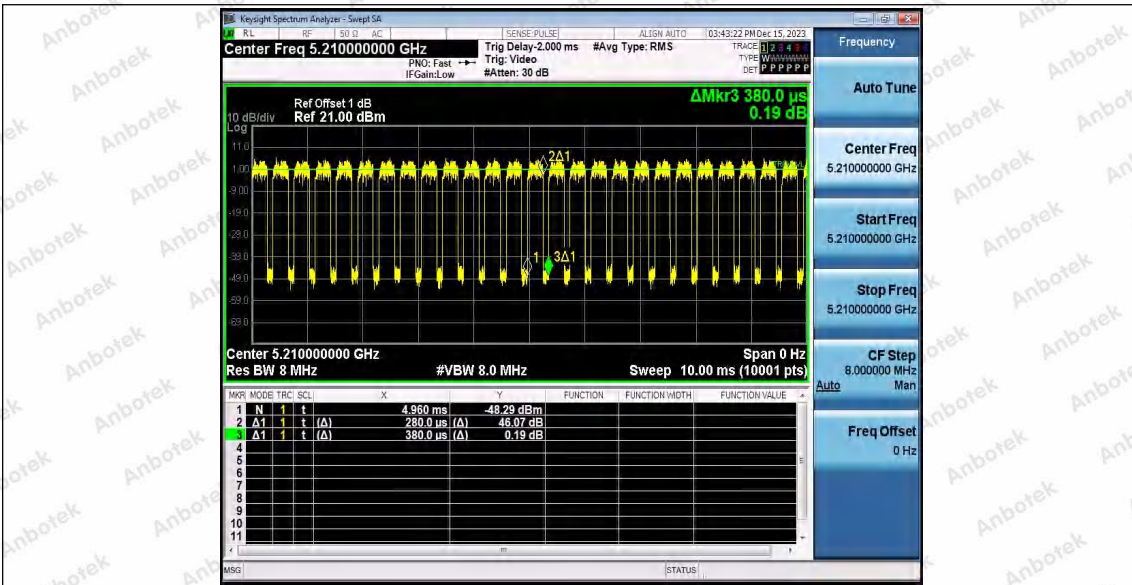 Keysight Spectrum Analyzer - Swept SA
RL RF 50 Ω AC SENSE:PULSE ALIGN AUTO 03:43:22 PM Dec 15, 2023
Center Freq 5.210000000 GHz
PNO: Fast
IFGain:Low
Trig Delay-2.000 ms
Trig: Video
#Atten: 30 dB
#Avg Type: RMS
TRACE 1 2 3 4 5 6
TYPE W
DET P P P P P P
ΔMkr3 380.0 µs
0.19 dB
Ref Offset 1 dB
10 dB/div Ref 21.00 dBm
Log
11.0
1.00
-9.00
-19.0
-29.0
-39.0
-49.0
-59.0
-69.0
2Δ1
1
3Δ1
Center 5.210000000 GHz Span 0 Hz
Res BW 8 MHz #VBW 8.0 MHz Sweep 10.00 ms (10001 pts)
MKR MODE TRC SCL X Y FUNCTION FUNCTION WIDTH FUNCTION VALUE
1 N 1 t 4.960 ms -48.29 dBm
2 Δ1 1 t (Δ) 280.0 µs (Δ) 46.07 dB
3 Δ1 1 t (Δ) 380.0 µs (Δ) 0.19 dB
4
5
6
7
8
9
10
11
MSG STATUS
Frequency
Auto Tune
Center Freq
5.210000000 GHz
Start Freq
5.210000000 GHz
Stop Freq
5.210000000 GHz
CF Step
8.000000 MHz
Auto Man
Freq Offset
0 Hz
Anbotek